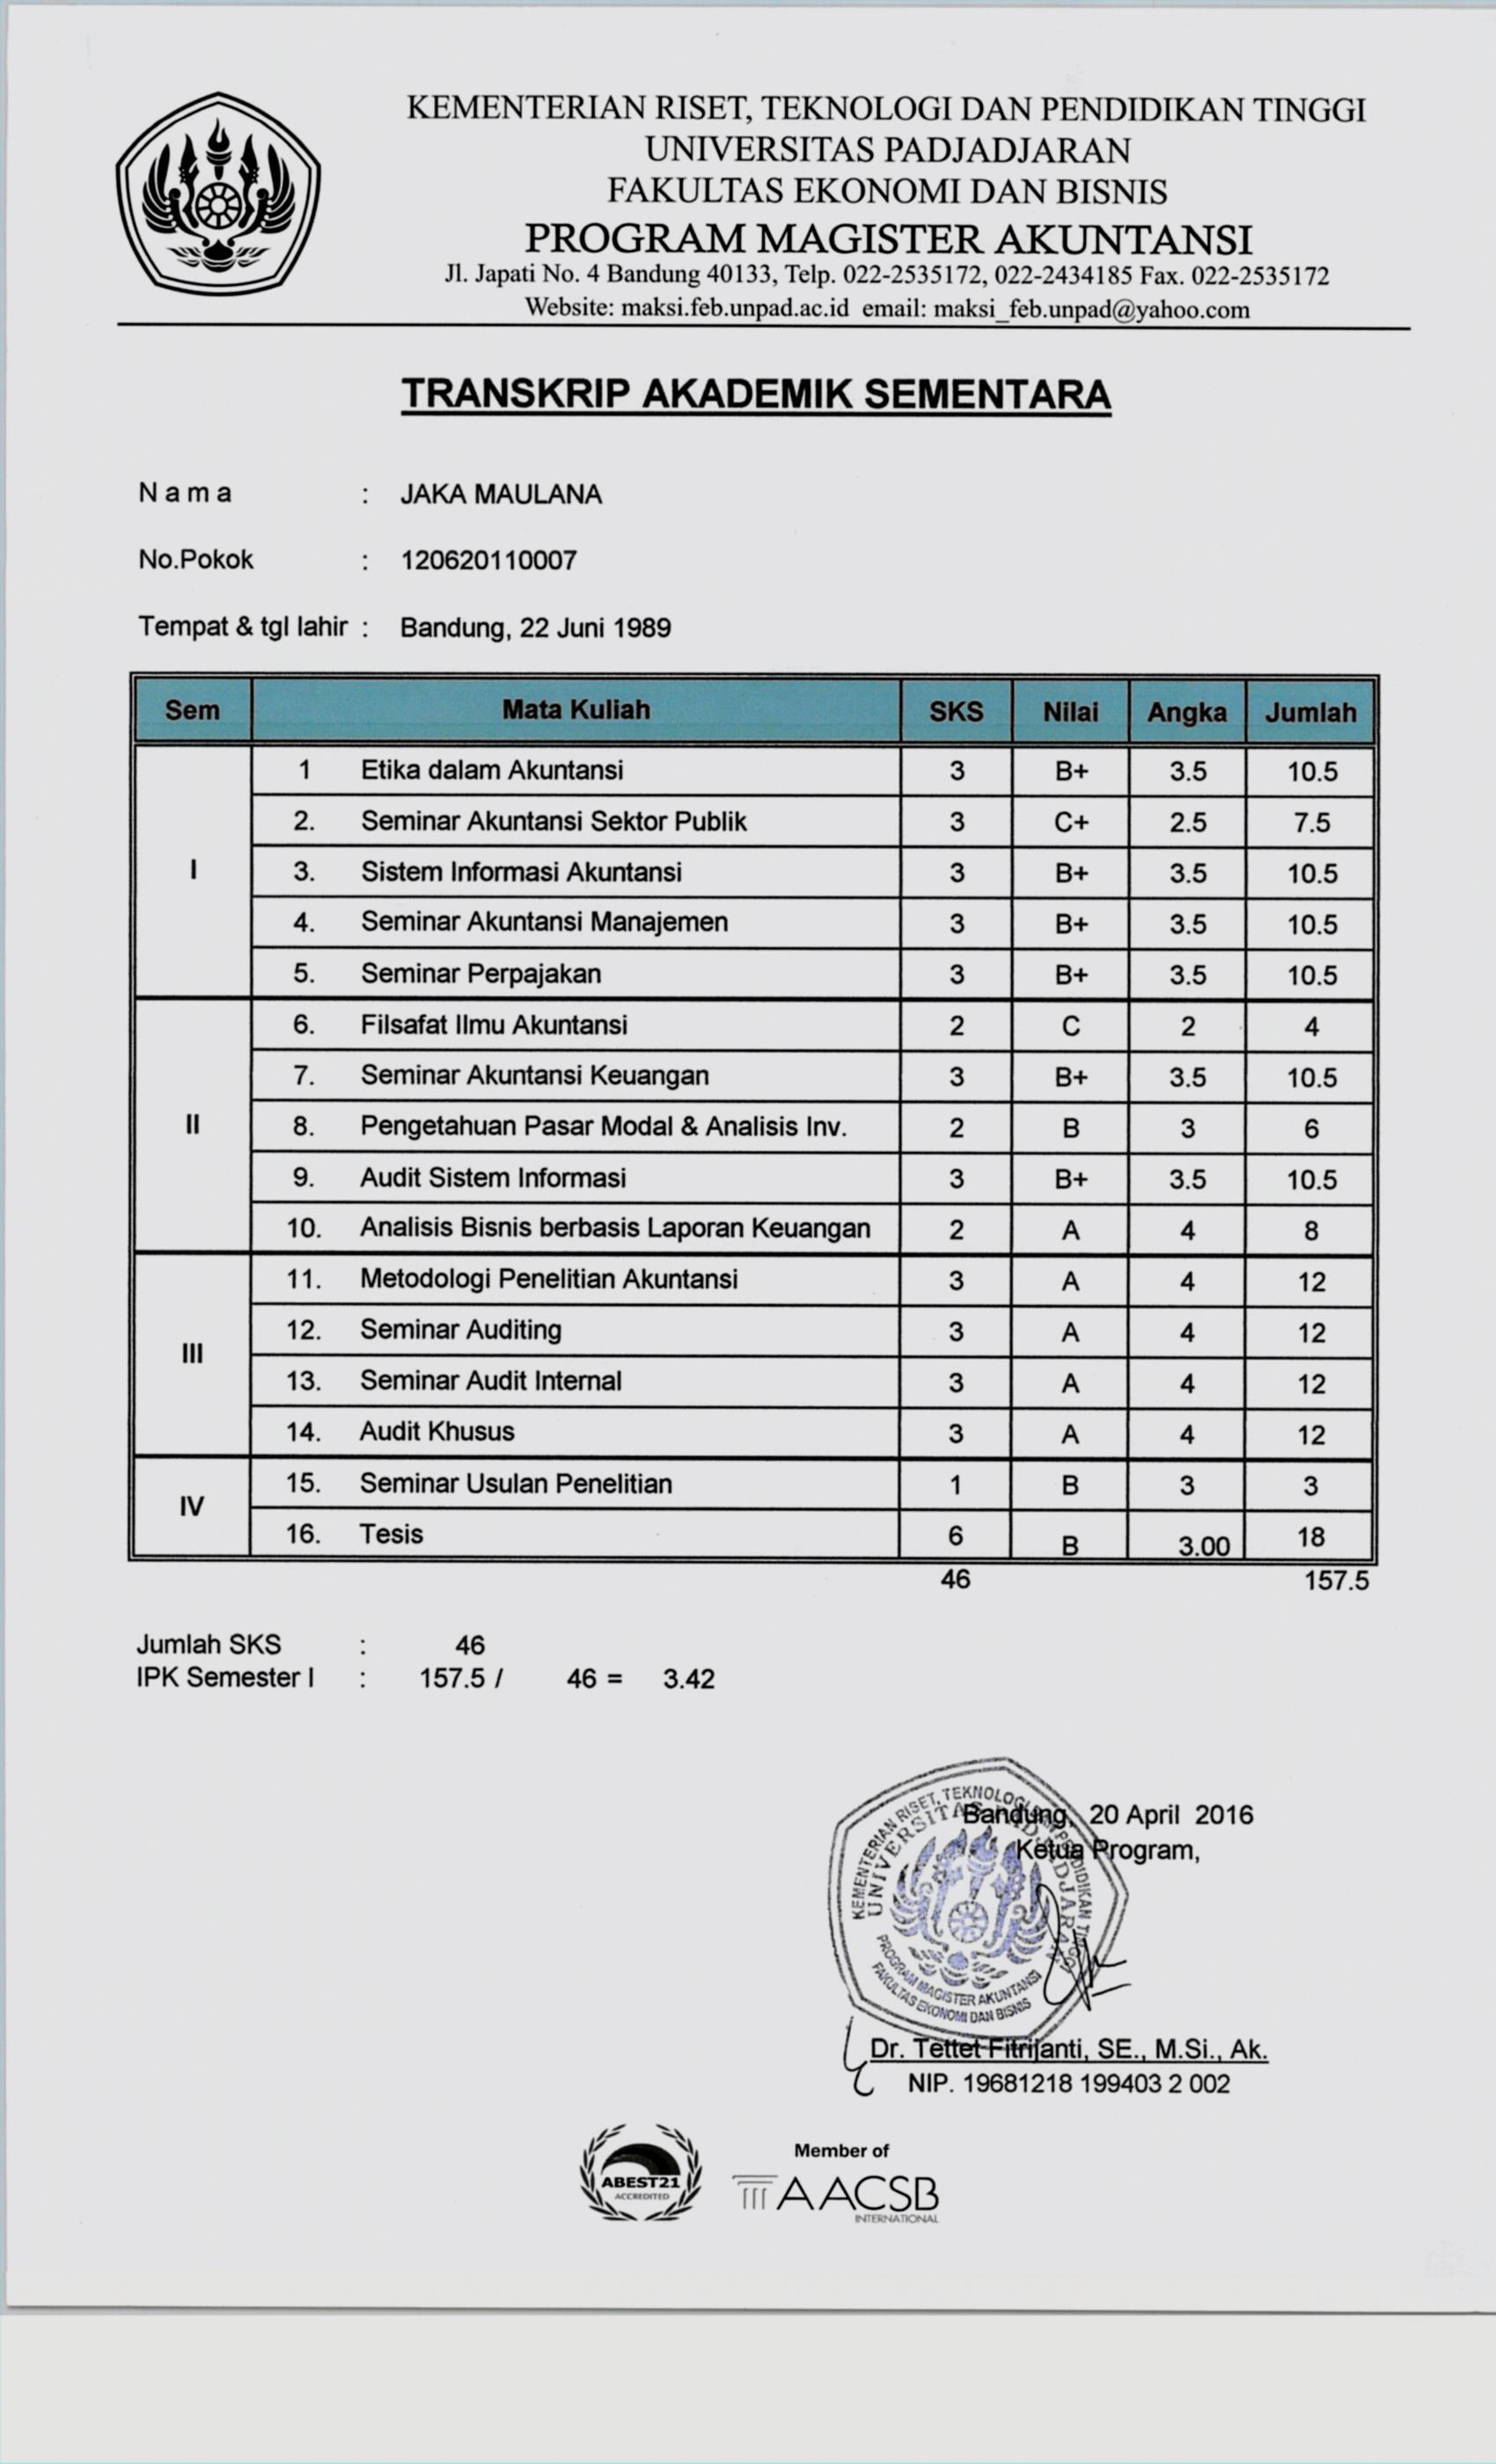 KEMENTERIAN RISET, TEKNOLOGI DAN PENDIDIKAN TINGGI
UNIVERSITAS PADJADJARAN
FAKULTAS EKONOMI DAN BISNIS
PROGRAM MAGISTER AKUNTANSI
Jl. Japati No. 4 Bandung 40133, Telp. 022-2535172, 022-2434185 Fax. 022-2535172
Website: maksi.feb.unpad.ac.id email: maksi_feb.unpad@yahoo.com
TRANSKRIP AKADEMIK SEMENTARA
N a m a : JAKA MAULANA
No.Pokok : 120620110007
Tempat & tgl lahir : Bandung, 22 Juni 1989
Sem Mata Kuliah SKS Nilai Angka Jumlah
I
1 Etika dalam Akuntansi 3 B+ 3.5 10.5
2. Seminar Akuntansi Sektor Publik 3 C+ 2.5 7.5
3. Sistem Informasi Akuntansi 3 B+ 3.5 10.5
4. Seminar Akuntansi Manajemen 3 B+ 3.5 10.5
5. Seminar Perpajakan 3 B+ 3.5 10.5
II
6. Filsafat Ilmu Akuntansi 2 C 2 4
7. Seminar Akuntansi Keuangan 3 B+ 3.5 10.5
8. Pengetahuan Pasar Modal & Analisis Inv. 2 B 3 6
9. Audit Sistem Informasi 3 B+ 3.5 10.5
10. Analisis Bisnis berbasis Laporan Keuangan 2 A 4 8
III
11. Metodologi Penelitian Akuntansi 3 A 4 12
12. Seminar Auditing 3 A 4 12
13. Seminar Audit Internal 3 A 4 12
14. Audit Khusus 3 A 4 12
IV
15. Seminar Usulan Penelitian 1 B 3 3
16. Tesis 6 B 3.00 18
46 157.5
Jumlah SKS : 46
IPK Semester I : 157.5 / 46 = 3.42
Bandung, 20 April 2016
Ketua Program,
KEMENTERIAN RISET, TEKNOLOGI DAN PENDIDIKAN TINGGI
UNIVERSITAS PADJADJARAN
PROGRAM MAGISTER AKUNTANSI
FAKULTAS EKONOMI DAN BISNIS
Dr. Tettet Fitrijanti, SE., M.Si., Ak.
NIP. 19681218 199403 2 002
ABEST21
ACCREDITED
Member of
AACSB
INTERNATIONAL